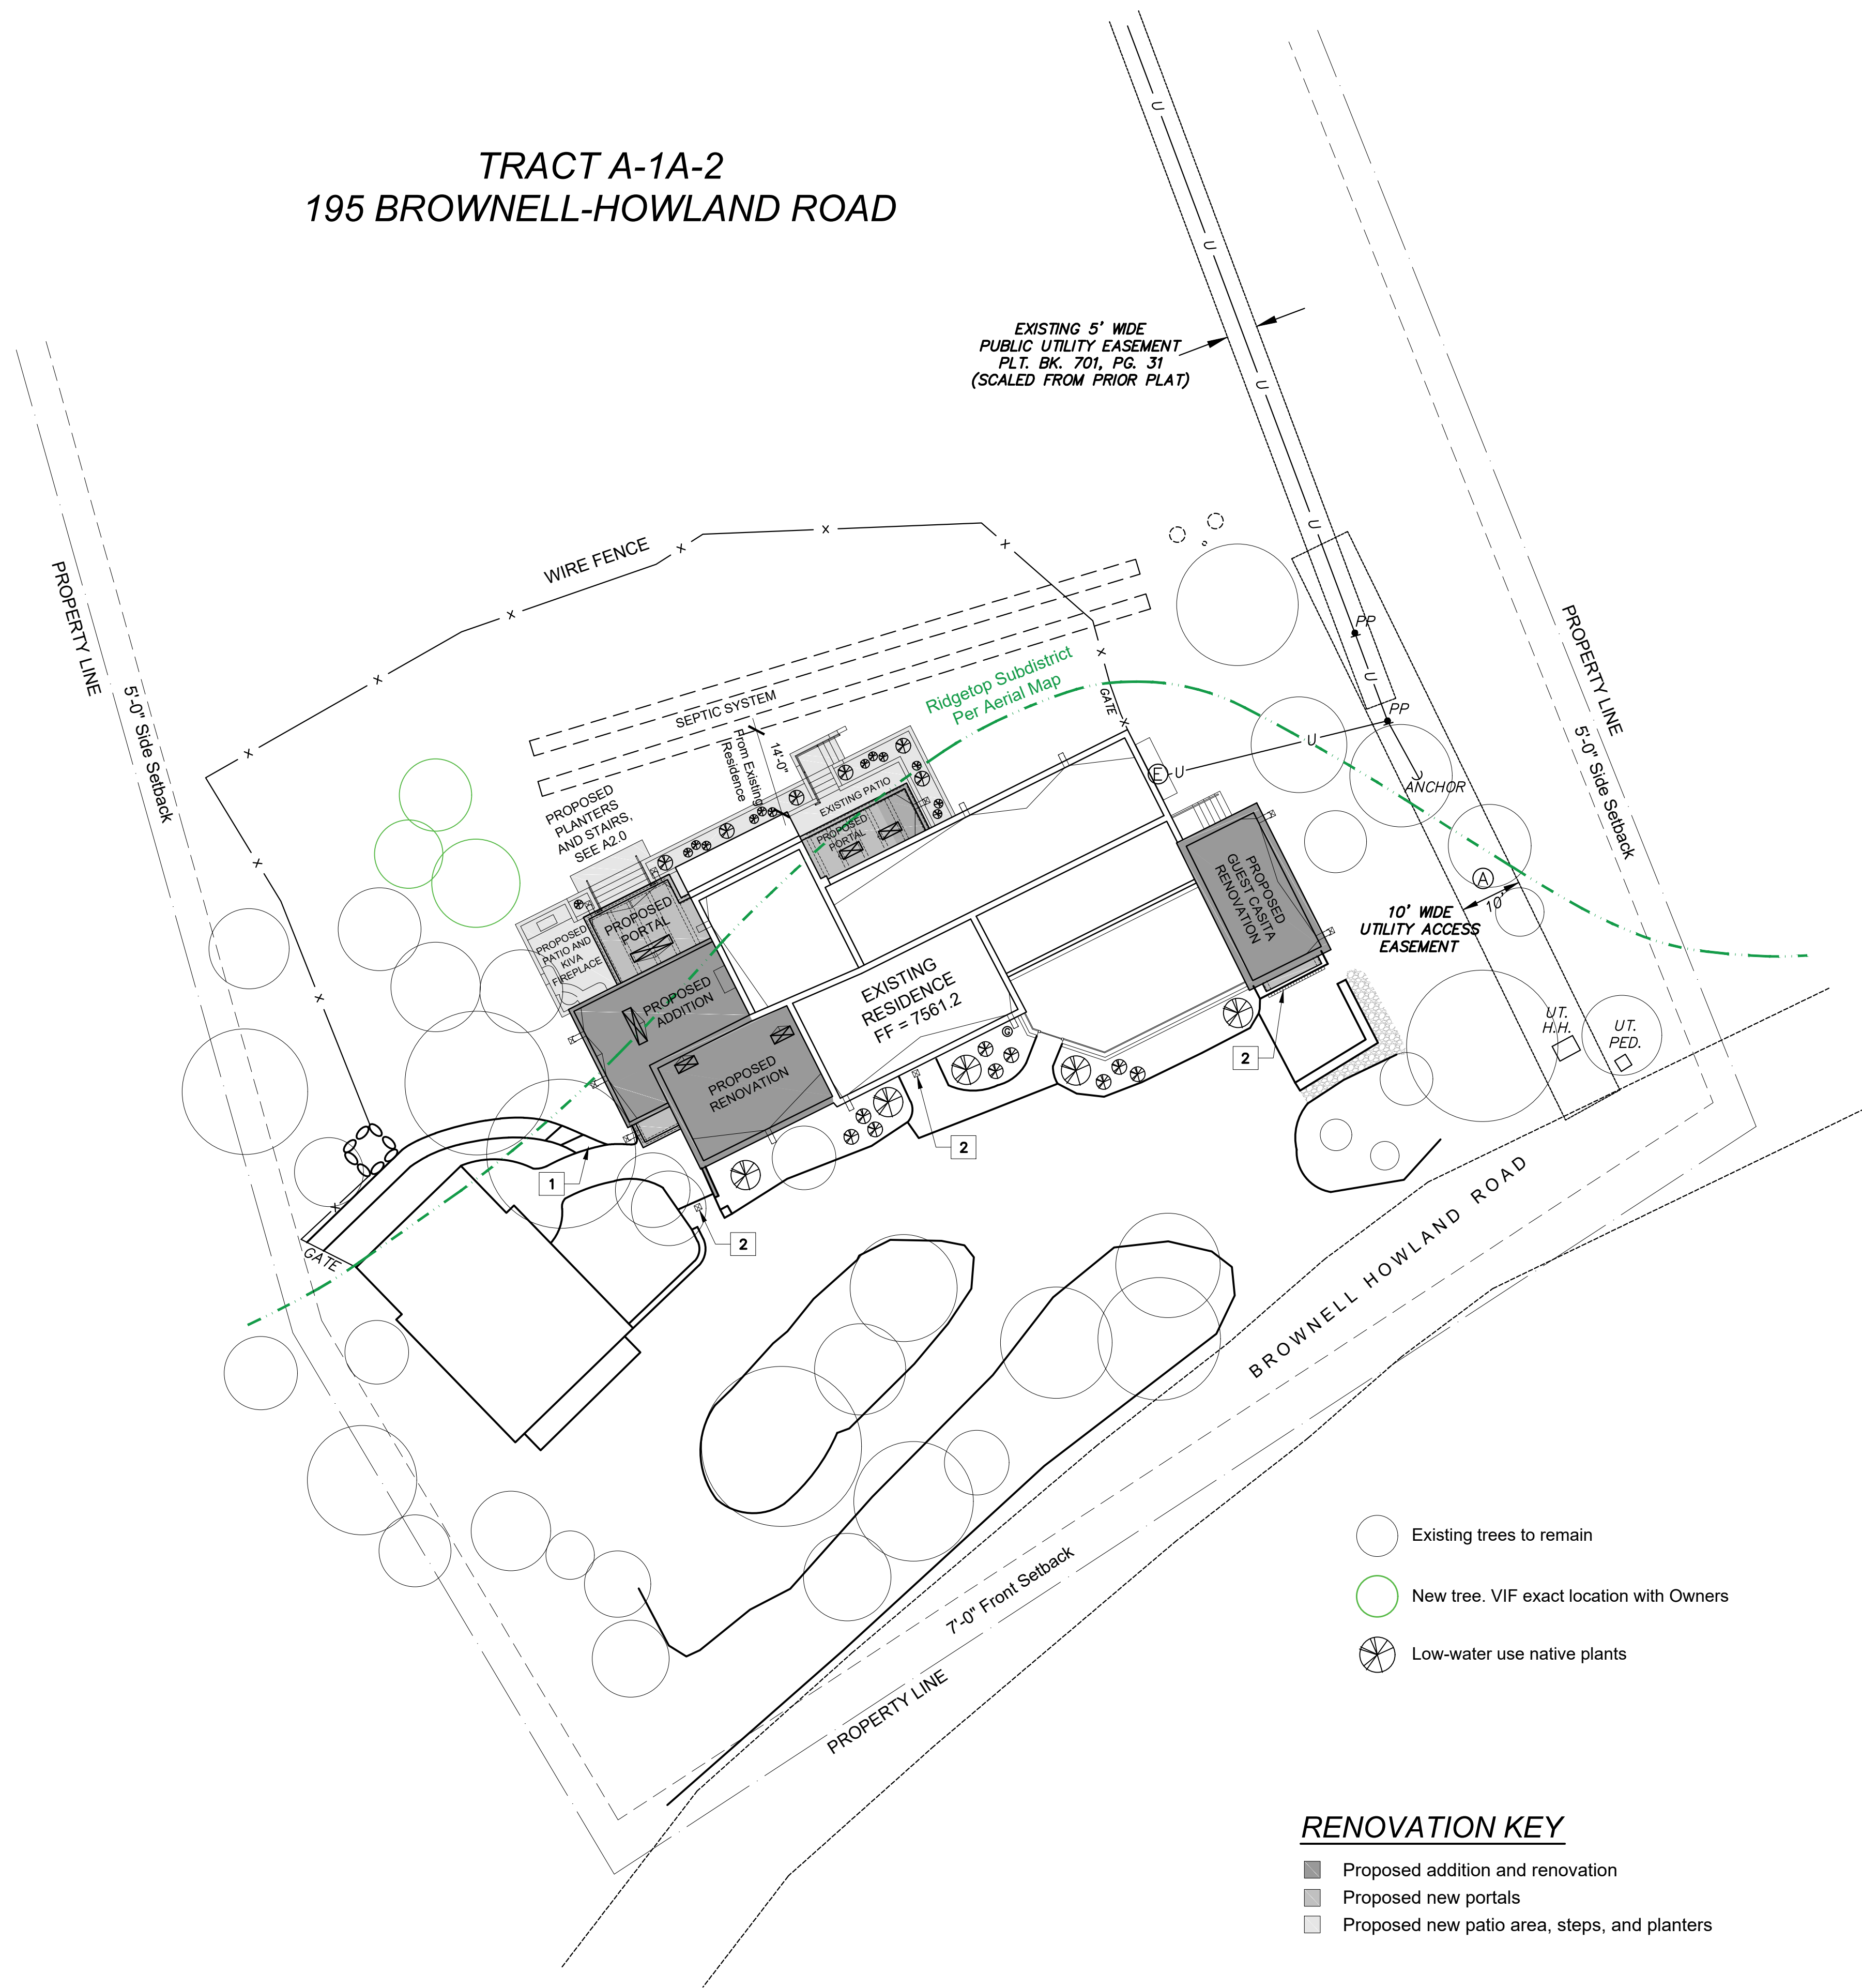 TRACT A-1A-2
195 BROWNELL-HOWLAND ROAD
EXISTING 5' WIDE
PUBLIC UTILITY EASEMENT
PLT. BK. 701, PG. 31
(SCALED FROM PRIOR PLAT)
U
U
U
U
U
PP
PP
U
U
U
ANCHOR
E
PROPERTY LINE
5'-0" Side Setback
PROPERTY LINE
5'-0" Side Setback
WIRE FENCE
X
X
X
X
X
X
X
X
X
X
X
X
SEPTIC SYSTEM
Ridgetop Subdistrict
Per Aerial Map
GATE
14'-0"
From Existing
Residence
PROPOSED
PLANTERS
AND STAIRS,
SEE A2.0
EXISTING PATIO
PROPOSED
PORTAL
PROPOSED
PORTAL
PROPOSED
PATIO AND
KIVA
FIREPLACE
PROPOSED
ADDITION
PROPOSED
RENOVATION
EXISTING
RESIDENCE
FF = 7561.2
G
PROPOSED
GUEST CASITA
RENOVATION
A
10'
10' WIDE
UTILITY ACCESS
EASEMENT
UT.
H.H.
UT.
PED.
2
2
1
2
GATE
BROWNELL HOWLAND ROAD
7'-0" Front Setback
PROPERTY LINE
Existing trees to remain
New tree. VIF exact location with Owners
Low-water use native plants
RENOVATION KEY
Proposed addition and renovation
Proposed new portals
Proposed new patio area, steps, and planters